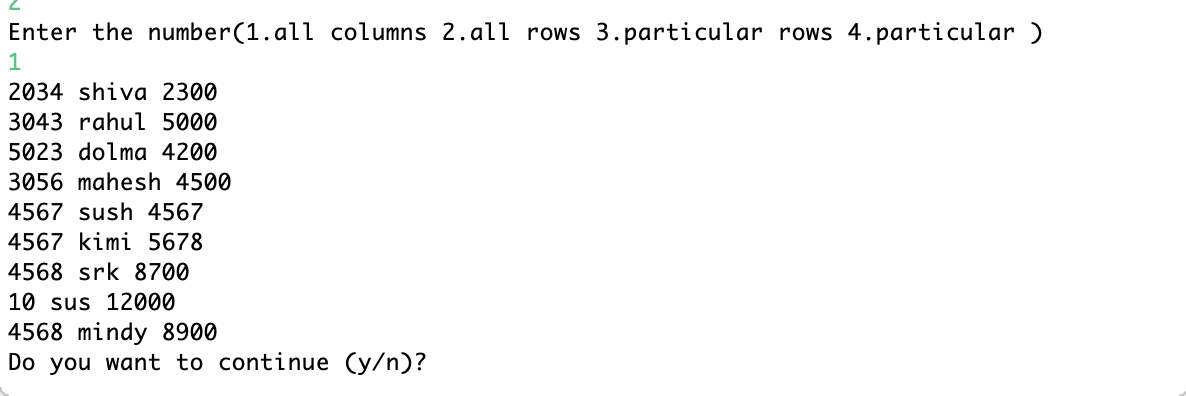 2
Enter the number(1.all columns 2.all rows 3.particular rows 4.particular )
1
2034 shiva 2300
3043 rahul 5000
5023 dolma 4200
3056 mahesh 4500
4567 sush 4567
4567 kimi 5678
4568 srk 8700
10 sus 12000
4568 mindy 8900
Do you want to continue (y/n)?